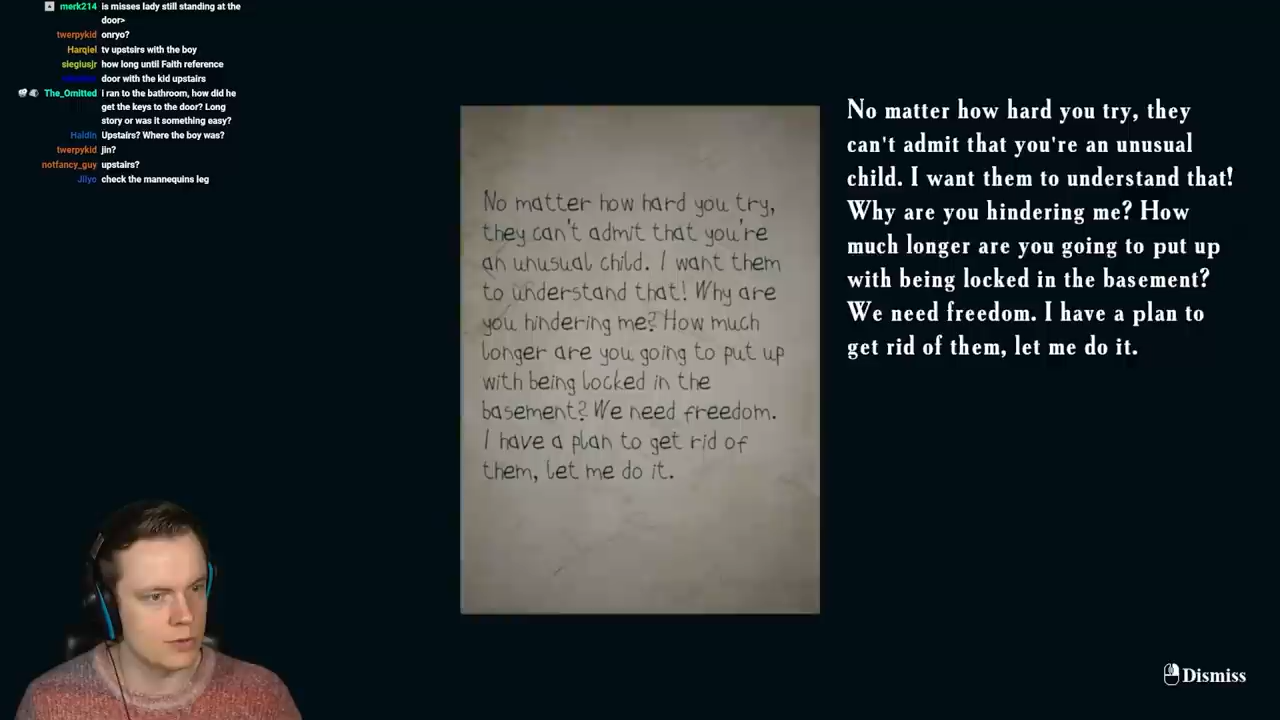 merk214 is misses lady still standing at the
door>
twerpykid onryo?
Harqiel tv upstsirs with the boy
siegiusjr how long until Faith reference
door with the kid upstairs
The_Omitted I ran to the bathroom, how did he
get the keys to the door? Long
story or was it something easy?
Haldin Upstairs? Where the boy was?
twerpykid jin?
notfancy_guy upstairs?
Jilyo check the mannequins leg
No matter how hard you try,
they can't admit that you're
an unusual child. I want them
to understand that! Why are
you hindering me? How much
longer are you going to put up
with being locked in the
basement? We need freedom.
I have a plan to get rid of
them, let me do it.
No matter how hard you try, they
can't admit that you're an unusual
child. I want them to understand that!
Why are you hindering me? How
much longer are you going to put up
with being locked in the basement?
We need freedom. I have a plan to
get rid of them, let me do it.
Dismiss